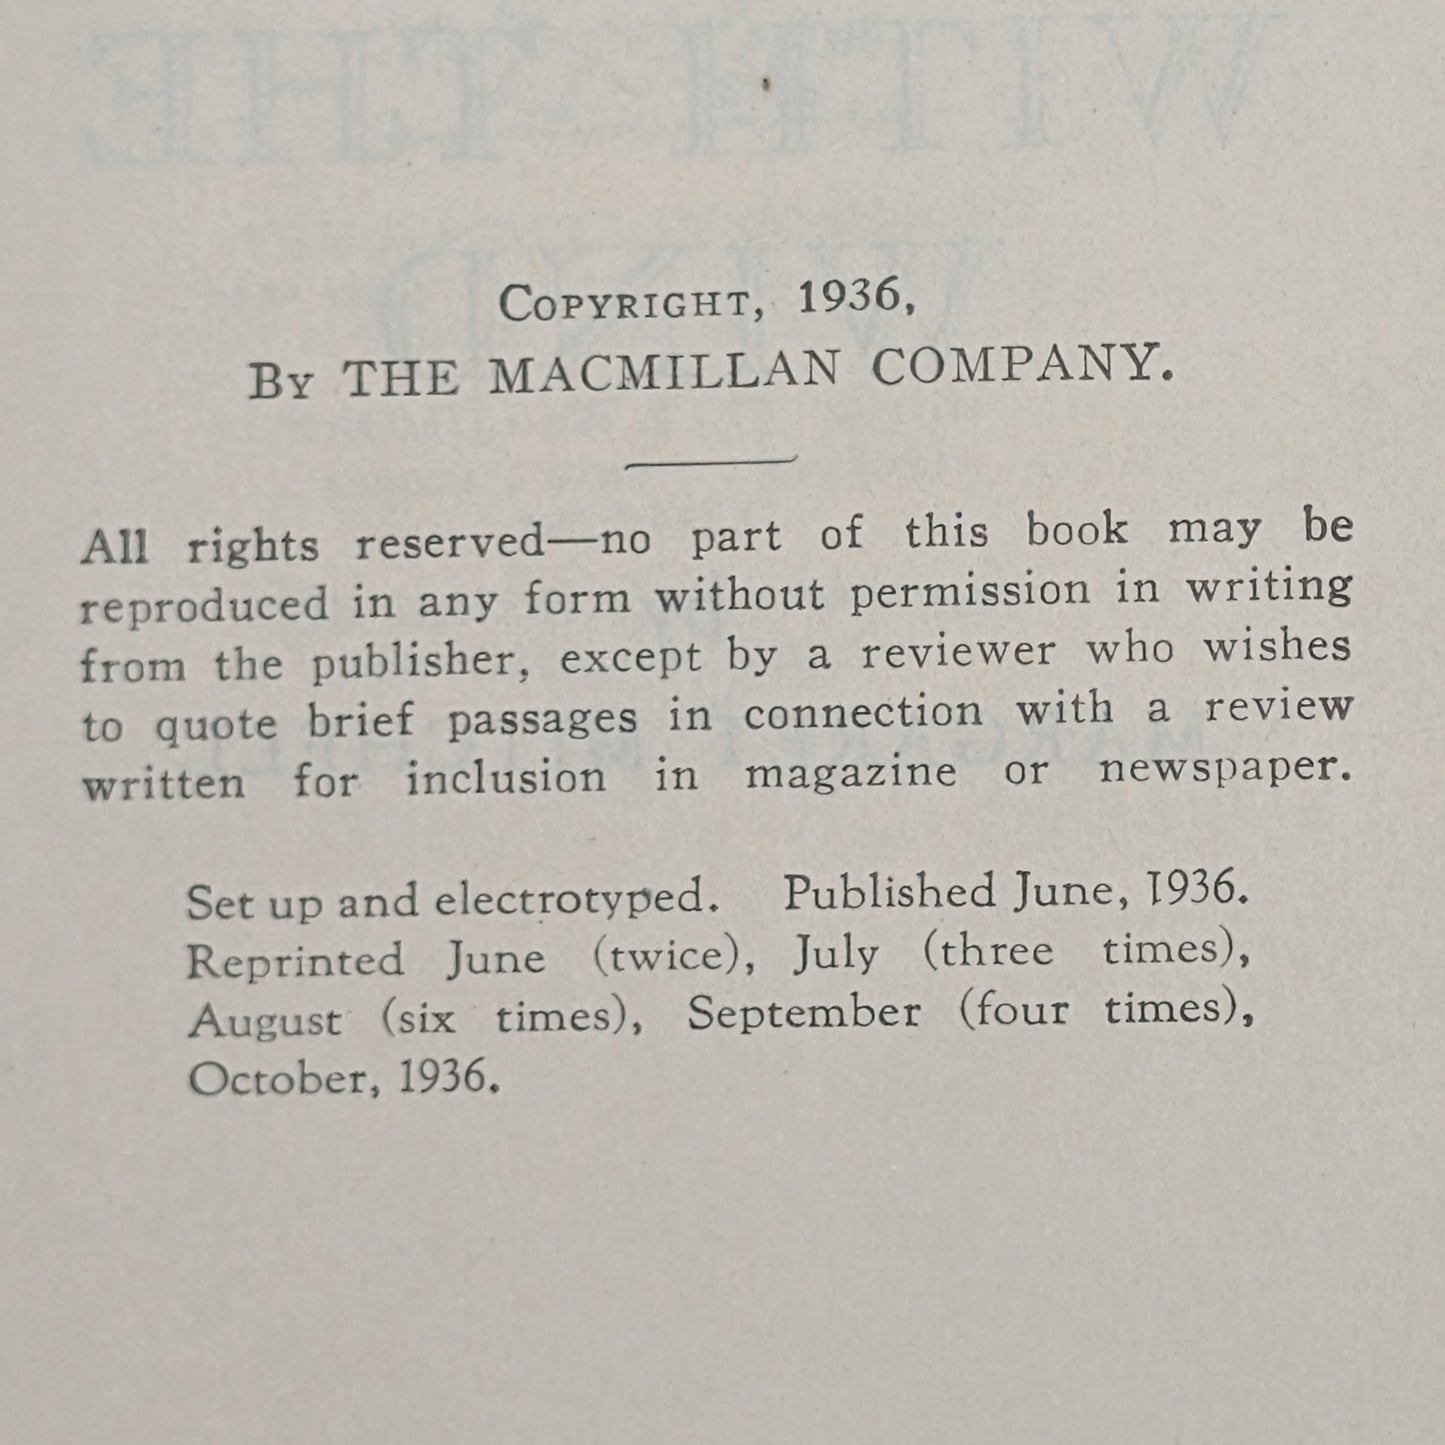 COPYRIGHT, 1936,
BY THE MACMILLAN COMPANY.
All rights reserved—no part of this book may be
reproduced in any form without permission in writing
from the publisher, except by a reviewer who wishes
to quote brief passages in connection with a review
written for inclusion in magazine or newspaper.
Set up and electrotyped. Published June, 1936.
Reprinted June (twice), July (three times),
August (six times), September (four times),
October, 1936.